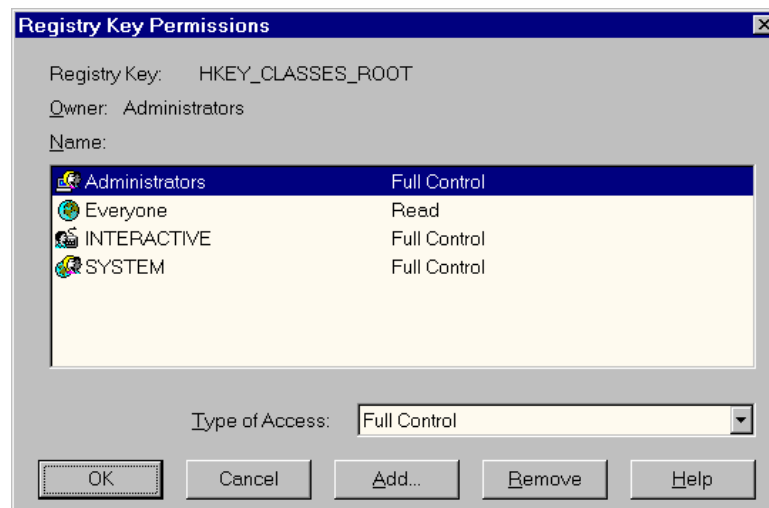 Registry Key Permissions
Registry Key: HKEY_CLASSES_ROOT
Owner: Administrators
Name:
Administrators Full Control
Everyone Read
INTERACTIVE Full Control
SYSTEM Full Control
Type of Access: Full Control
OK Cancel Add... Remove Help